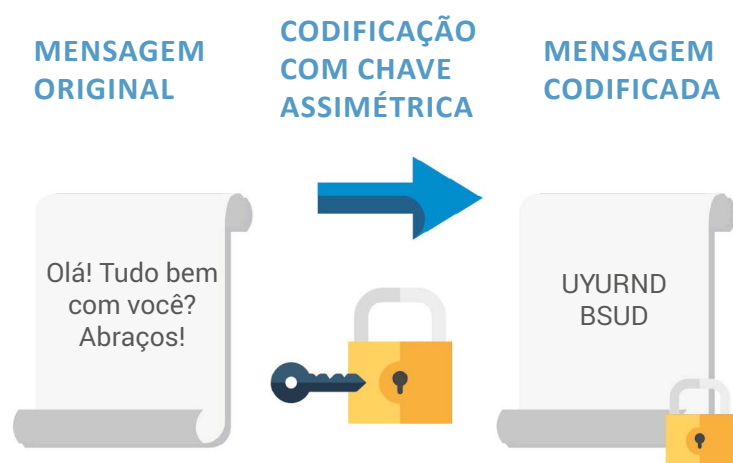 MENSAGEM
ORIGINAL
CODIFICAÇÃO
COM CHAVE
ASSIMÉTRICA
MENSAGEM
CODIFICADA
Olá! Tudo bem
com você?
Abraços!
UYURND
BSUD